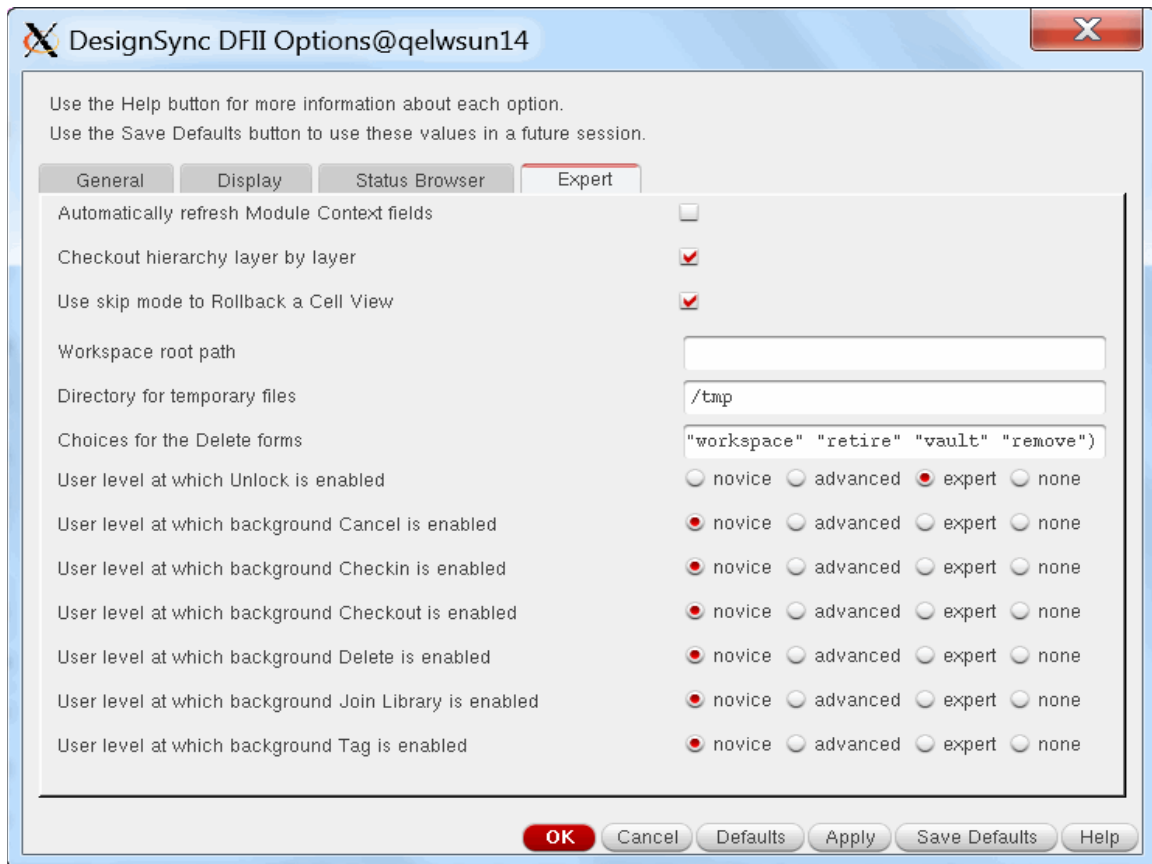 DesignSync DFII Options@qelwsun14
Use the Help button for more information about each option.
Use the Save Defaults button to use these values in a future session.
General Display Status Browser Expert
Automatically refresh Module Context fields
Checkout hierarchy layer by layer
Use skip mode to Rollback a Cell View
Workspace root path
Directory for temporary files /tmp
Choices for the Delete forms "workspace" "retire" "vault" "remove")
User level at which Unlock is enabled novice advanced expert none
User level at which background Cancel is enabled novice advanced expert none
User level at which background Checkin is enabled novice advanced expert none
User level at which background Checkout is enabled novice advanced expert none
User level at which background Delete is enabled novice advanced expert none
User level at which background Join Library is enabled novice advanced expert none
User level at which background Tag is enabled novice advanced expert none
OK Cancel Defaults Apply Save Defaults Help